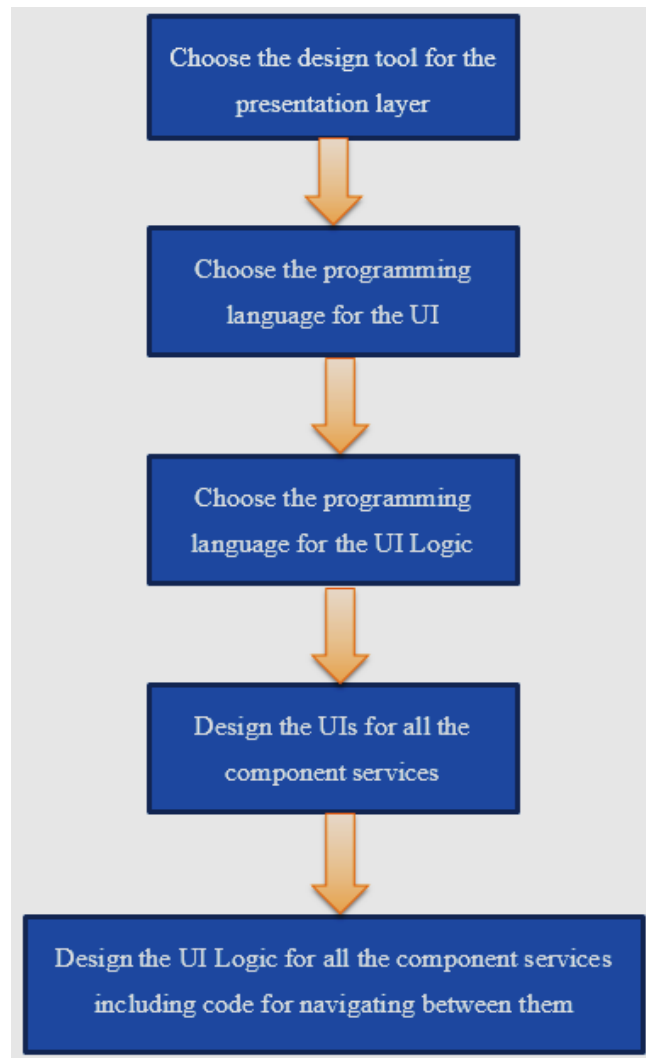 Choose the design tool for the
presentation layer
Choose the programming
language for the UI
Choose the programming
language for the UI Logic
Design the UIs for all the
component services
Design the UI Logic for all the component services
including code for navigating between them